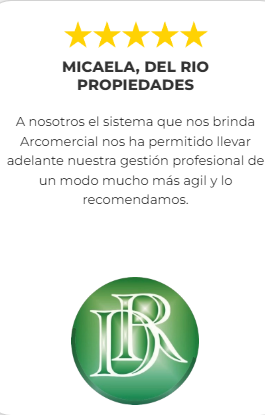 MICAELA, DEL RIO
PROPIEDADES
A nosotros el sistema que nos brinda
Arcomercial nos ha permitido llevar
adelante nuestra gestión profesional de
un modo mucho más agil y lo
recomendamos.
DR